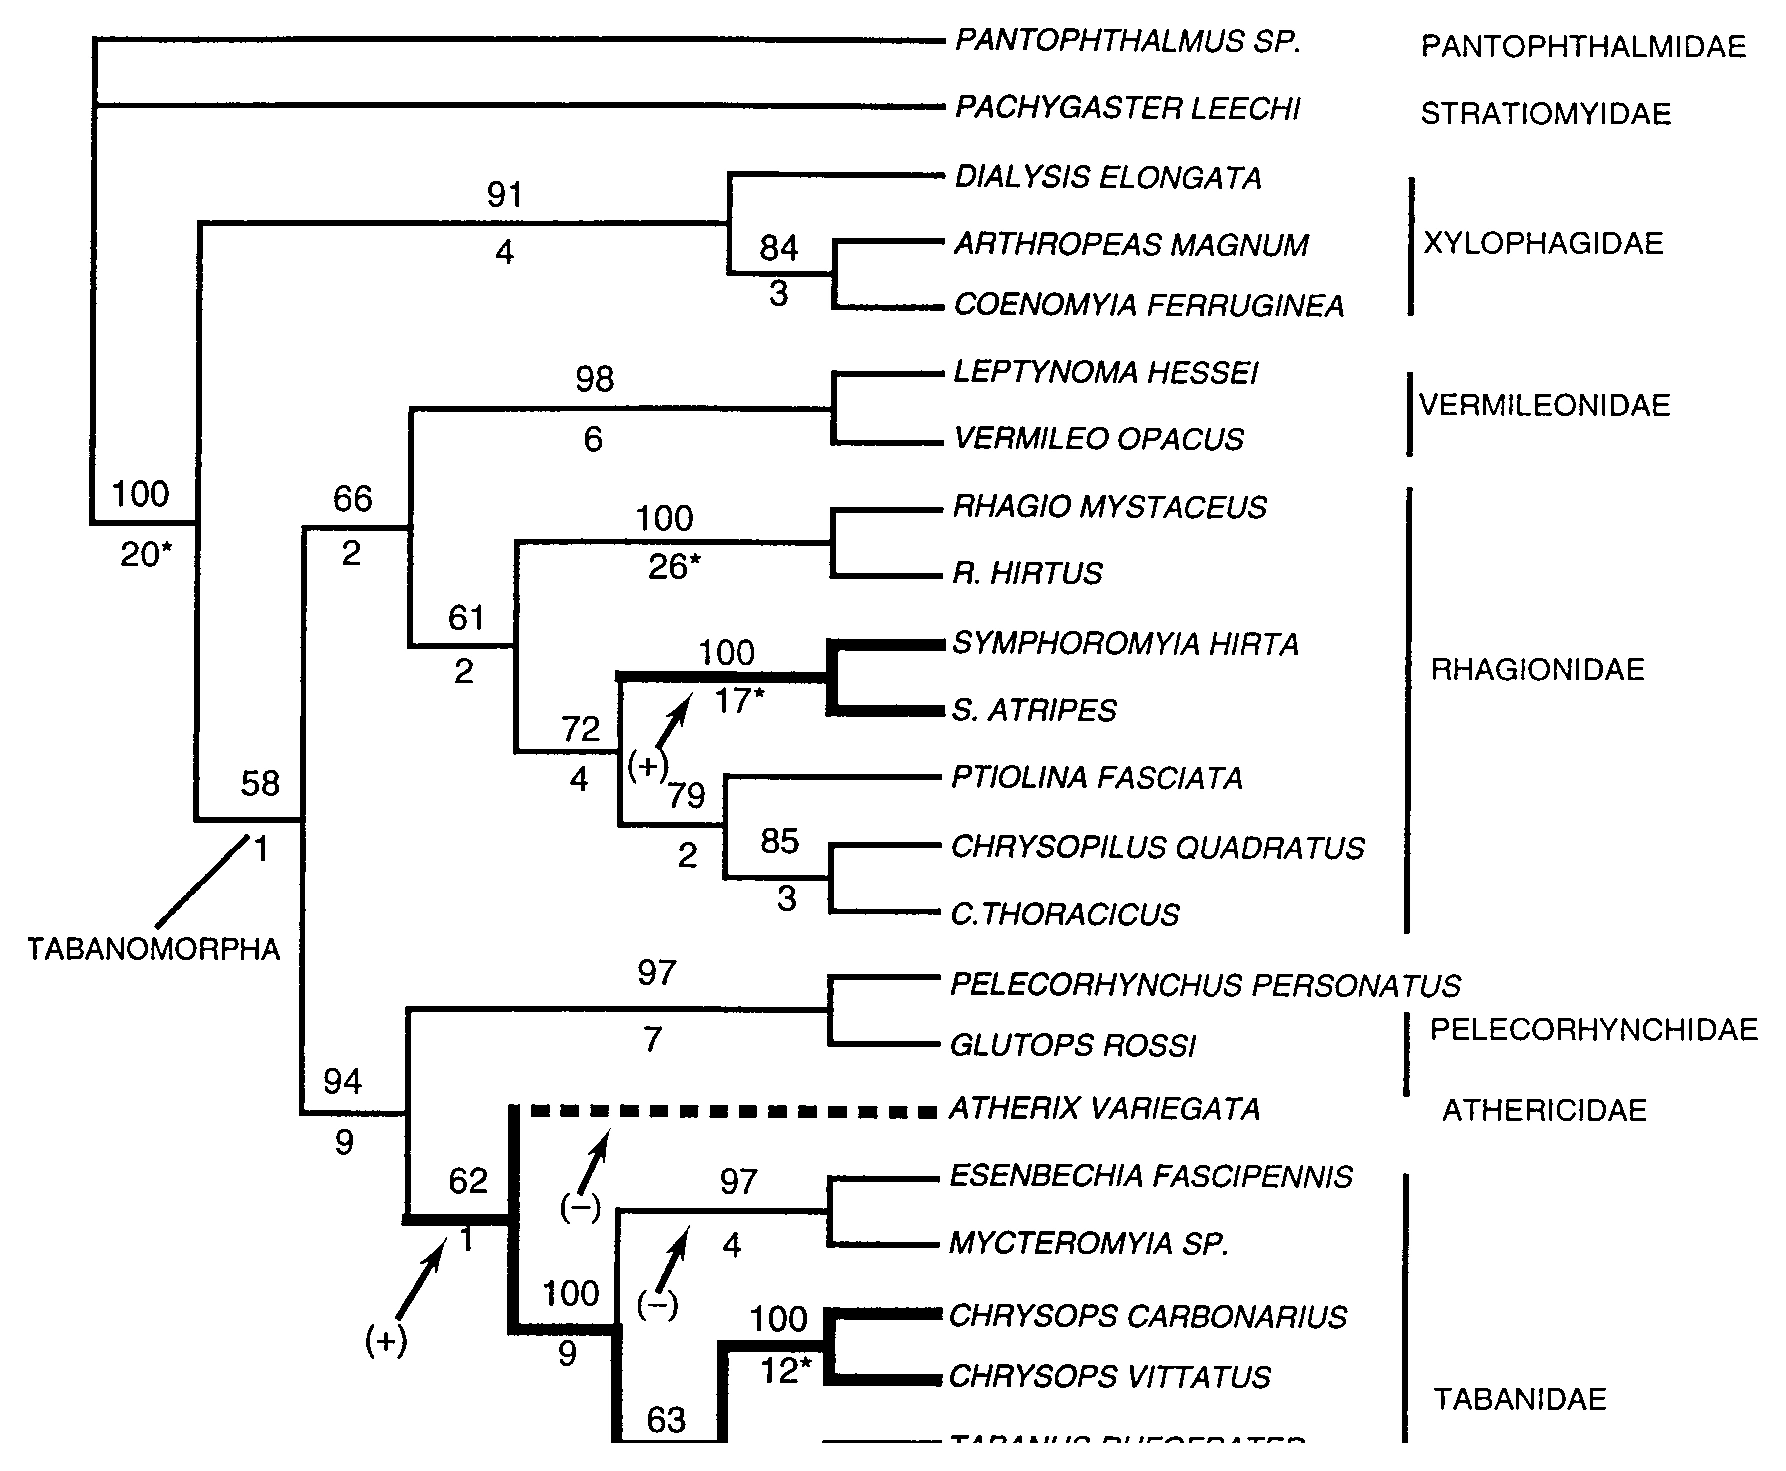 PANTOPHTHALMUS SP. PANTOPHTHALMIDAE
PACHYGASTER LEECHI STRATIOMYIDAE
DIALYSIS ELONGATA
91
4
84
3
ARTHROPEAS MAGNUM XYLOPHAGIDAE
COENOMYIA FERRUGINEA
LEPTYNOMA HESSEI
98
6
VERMILEONIDAE
VERMILEO OPACUS
100
20*
66
2
RHAGIO MYSTACEUS
100
26*
R. HIRTUS
61
2
SYMPHOROMYIA HIRTA
100
17*
RHAGIONIDAE
S. ATRIPES
72
4
(+)
PTIOLINA FASCIATA
79
2
58
1
85
3
CHRYSOPILUS QUADRATUS
C.THORACICUS
TABANOMORPHA
97
7
PELECORHYNCHUS PERSONATUS
PELECORHYNCHIDAE
GLUTOPS ROSSI
94
9
ATHERIX VARIEGATA ATHERICIDAE
(–)
62
1
(+)
97
4
(–)
ESENBECHIA FASCIPENNIS
MYCTEROMYIA SP.
100
9
100
12*
CHRYSOPS CARBONARIUS
CHRYSOPS VITTATUS
TABANIDAE
63